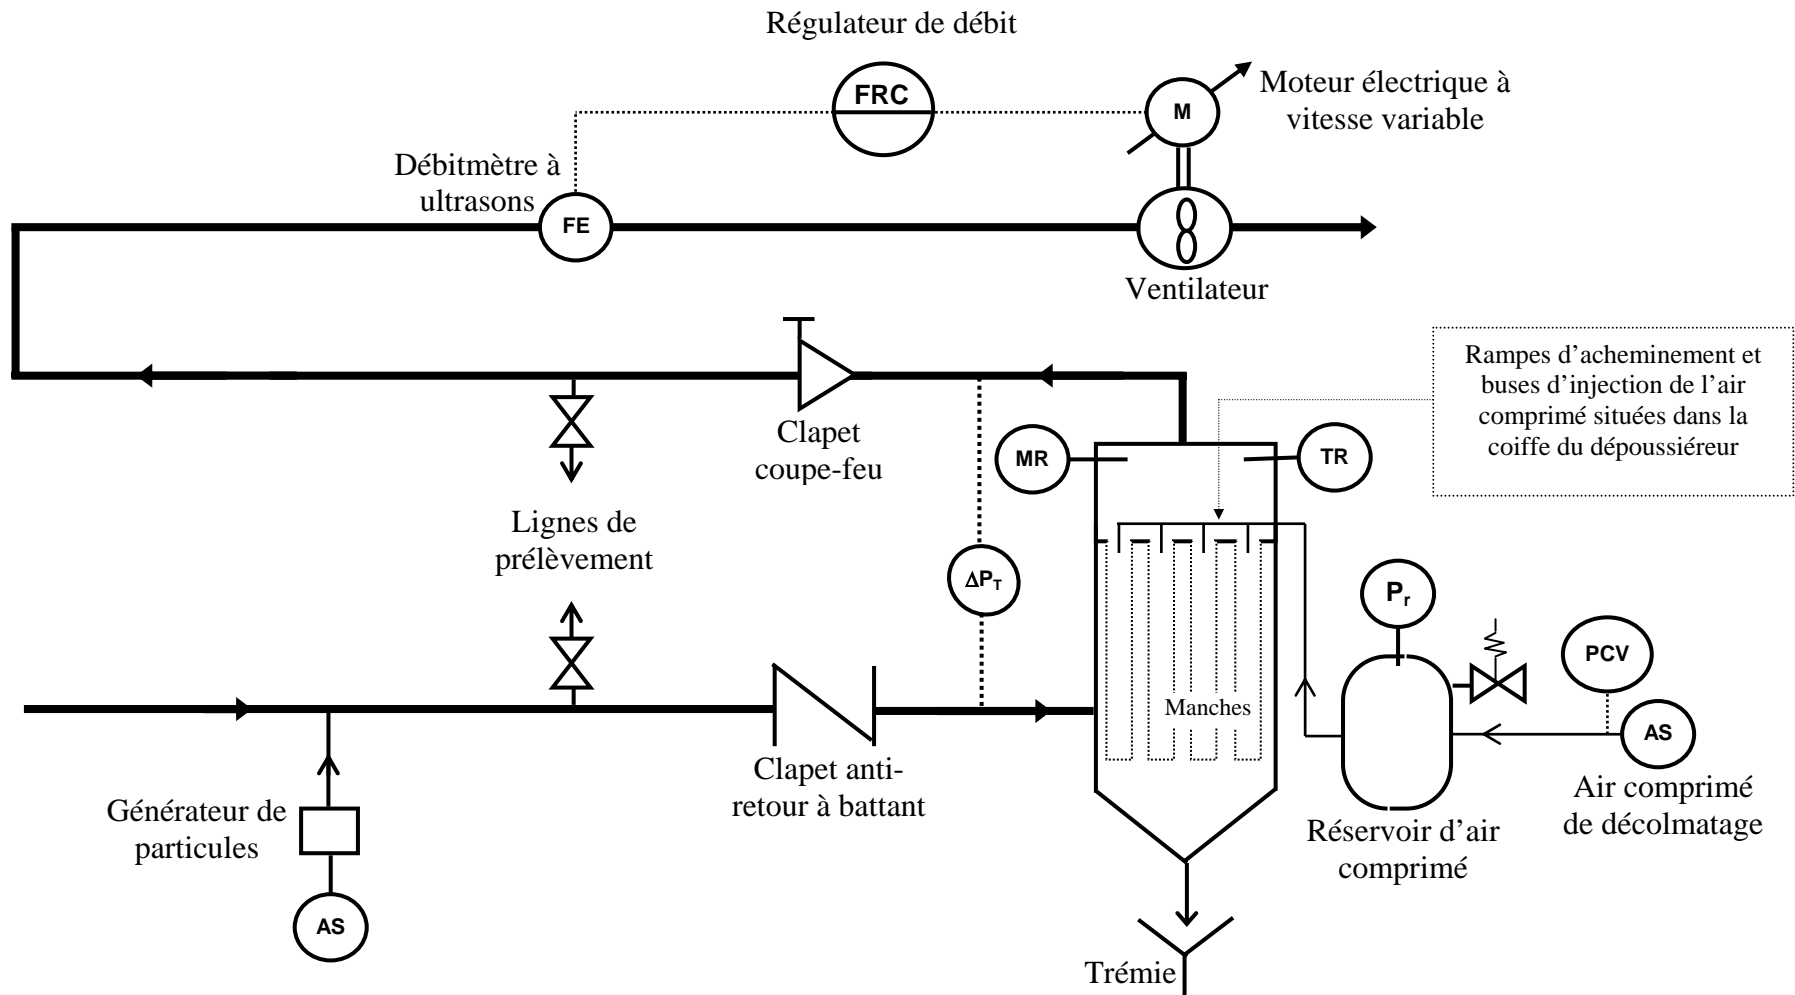 Régulateur de débit
FRC
M
Moteur électrique à
vitesse variable
Débitmètre à
ultrasons
FE
Ventilateur
Rampes d’acheminement et
buses d’injection de l’air
comprimé situées dans la
coiffe du dépoussiéreur
Clapet
coupe-feu
MR
TR
Lignes de
prélèvement
ΔPT
Pr
PCV
Manches
AS
Clapet anti-
retour à battant
Air comprimé
de décolmatage
Générateur de
particules
Réservoir d’air
comprimé
AS
Trémie